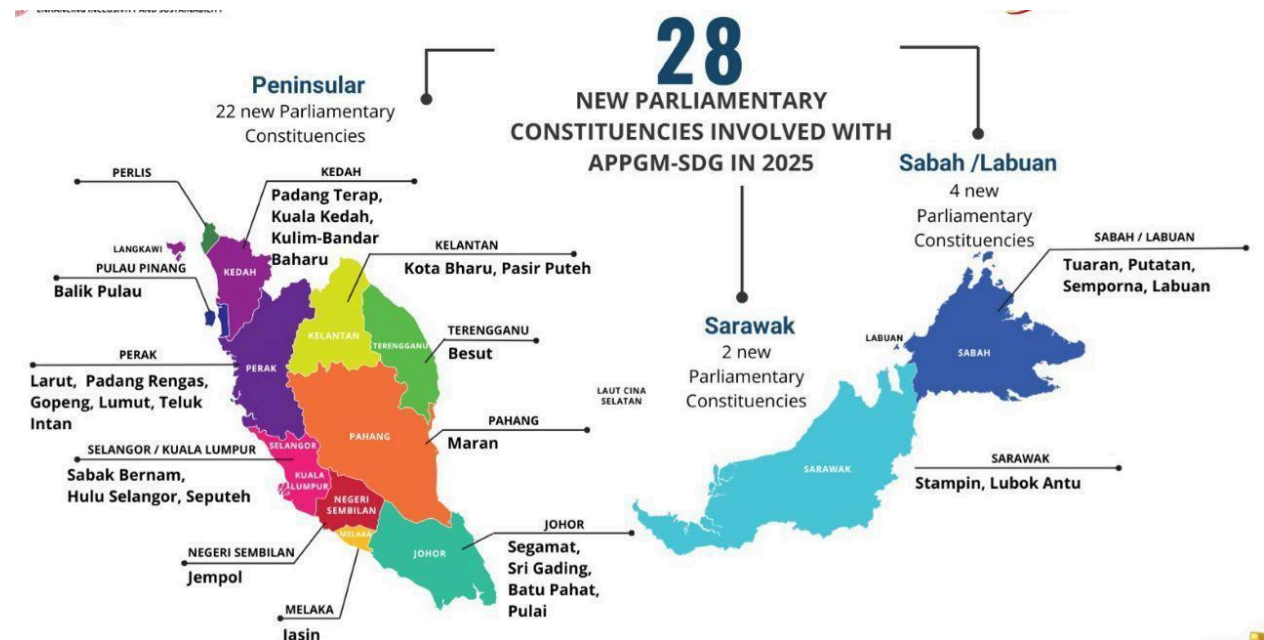 ENHANCING INCLUSIVITY AND SUSTAINABILITY
28
NEW PARLIAMENTARY
CONSTITUENCIES INVOLVED WITH
APPGM-SDG IN 2025
Peninsular
22 new Parliamentary
Constituencies
PERLIS
KEDAH
Padang Terap,
Kuala Kedah,
Kulim-Bandar
Baharu
LANGKAWI
KEDAH
PULAU PINANG
Balik Pulau
KELANTAN
Kota Bharu, Pasir Puteh
KELANTAN
TERENGGANU
TERENGGANU
Besut
PERAK
Larut, Padang Rengas,
Gopeng, Lumut, Teluk
Intan
PERAK
PAHANG
PAHANG
Maran
SELANGOR / KUALA LUMPUR
Sabak Bernam,
Hulu Selangor, Seputeh
SELANGOR
KUALA
LUMPUR
NEGERI
SEMBILAN
NEGERI SEMBILAN
Jempol
MELAKA
MELAKA
Jasin
JOHOR
JOHOR
Segamat,
Sri Gading,
Batu Pahat,
Pulai
LAUT CINA
SELATAN
Sarawak
2 new
Parliamentary
Constituencies
SARAWAK
SARAWAK
Stampin, Lubok Antu
Sabah /Labuan
4 new
Parliamentary
Constituencies
SABAH / LABUAN
Tuaran, Putatan,
Semporna, Labuan
LABUAN
SABAH